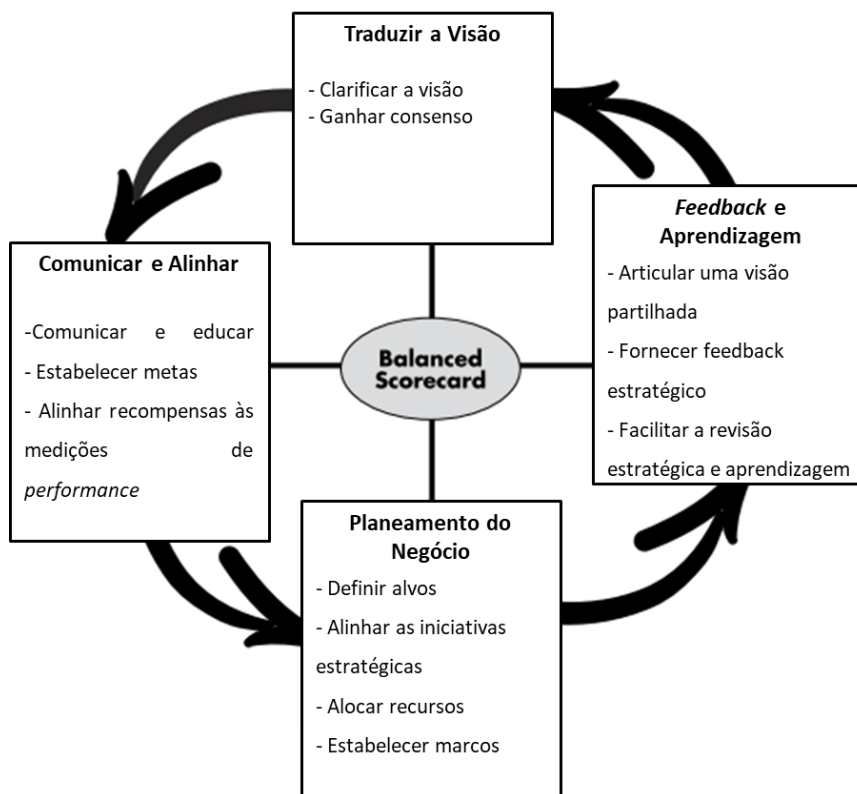 Traduzir a Visão
- Clarificar a visão
- Ganhar consenso
Comunicar e Alinhar
-Comunicar e educar
- Estabelecer metas
- Alinhar recompensas às
medições de
performance
Balanced
Scorecard
Feedback e
Aprendizagem
- Articular uma visão
partilhada
- Fornecer feedback
estratégico
- Facilitar a revisão
estratégica e aprendizagem
Planeamento do
Negócio
- Definir alvos
- Alinhar as iniciativas
estratégicas
- Alocar recursos
- Estabelecer marcos